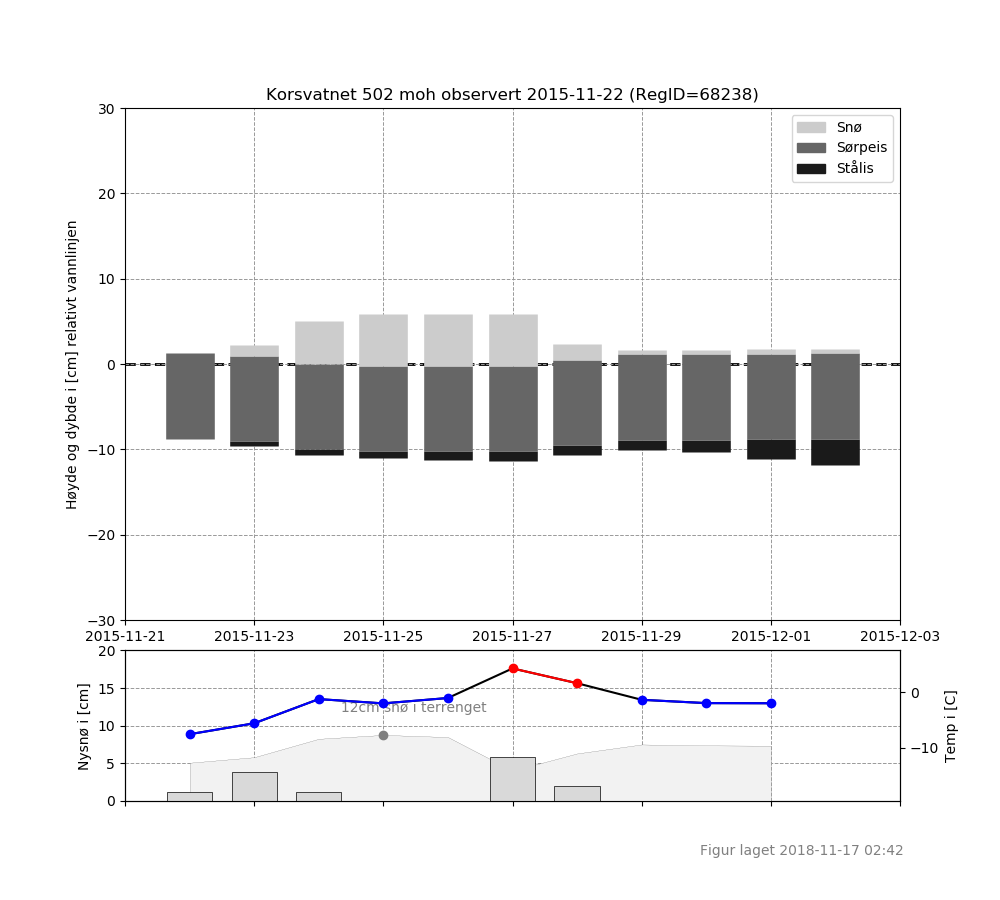 Korsvatnet 502 moh observert 2015-11-22 (RegID=68238)
Snø
Sørpeis
Stålis
Høyde og dybde i [cm] relativt vannlinjen
30
20
10
0
−10
−20
−30
2015-11-21 2015-11-23 2015-11-25 2015-11-27 2015-11-29 2015-12-01 2015-12-03
Nysnø i [cm]
20
15
10
5
0
12cm snø i terrenget
0
−10
Temp i [C]
Figur laget 2018-11-17 02:42